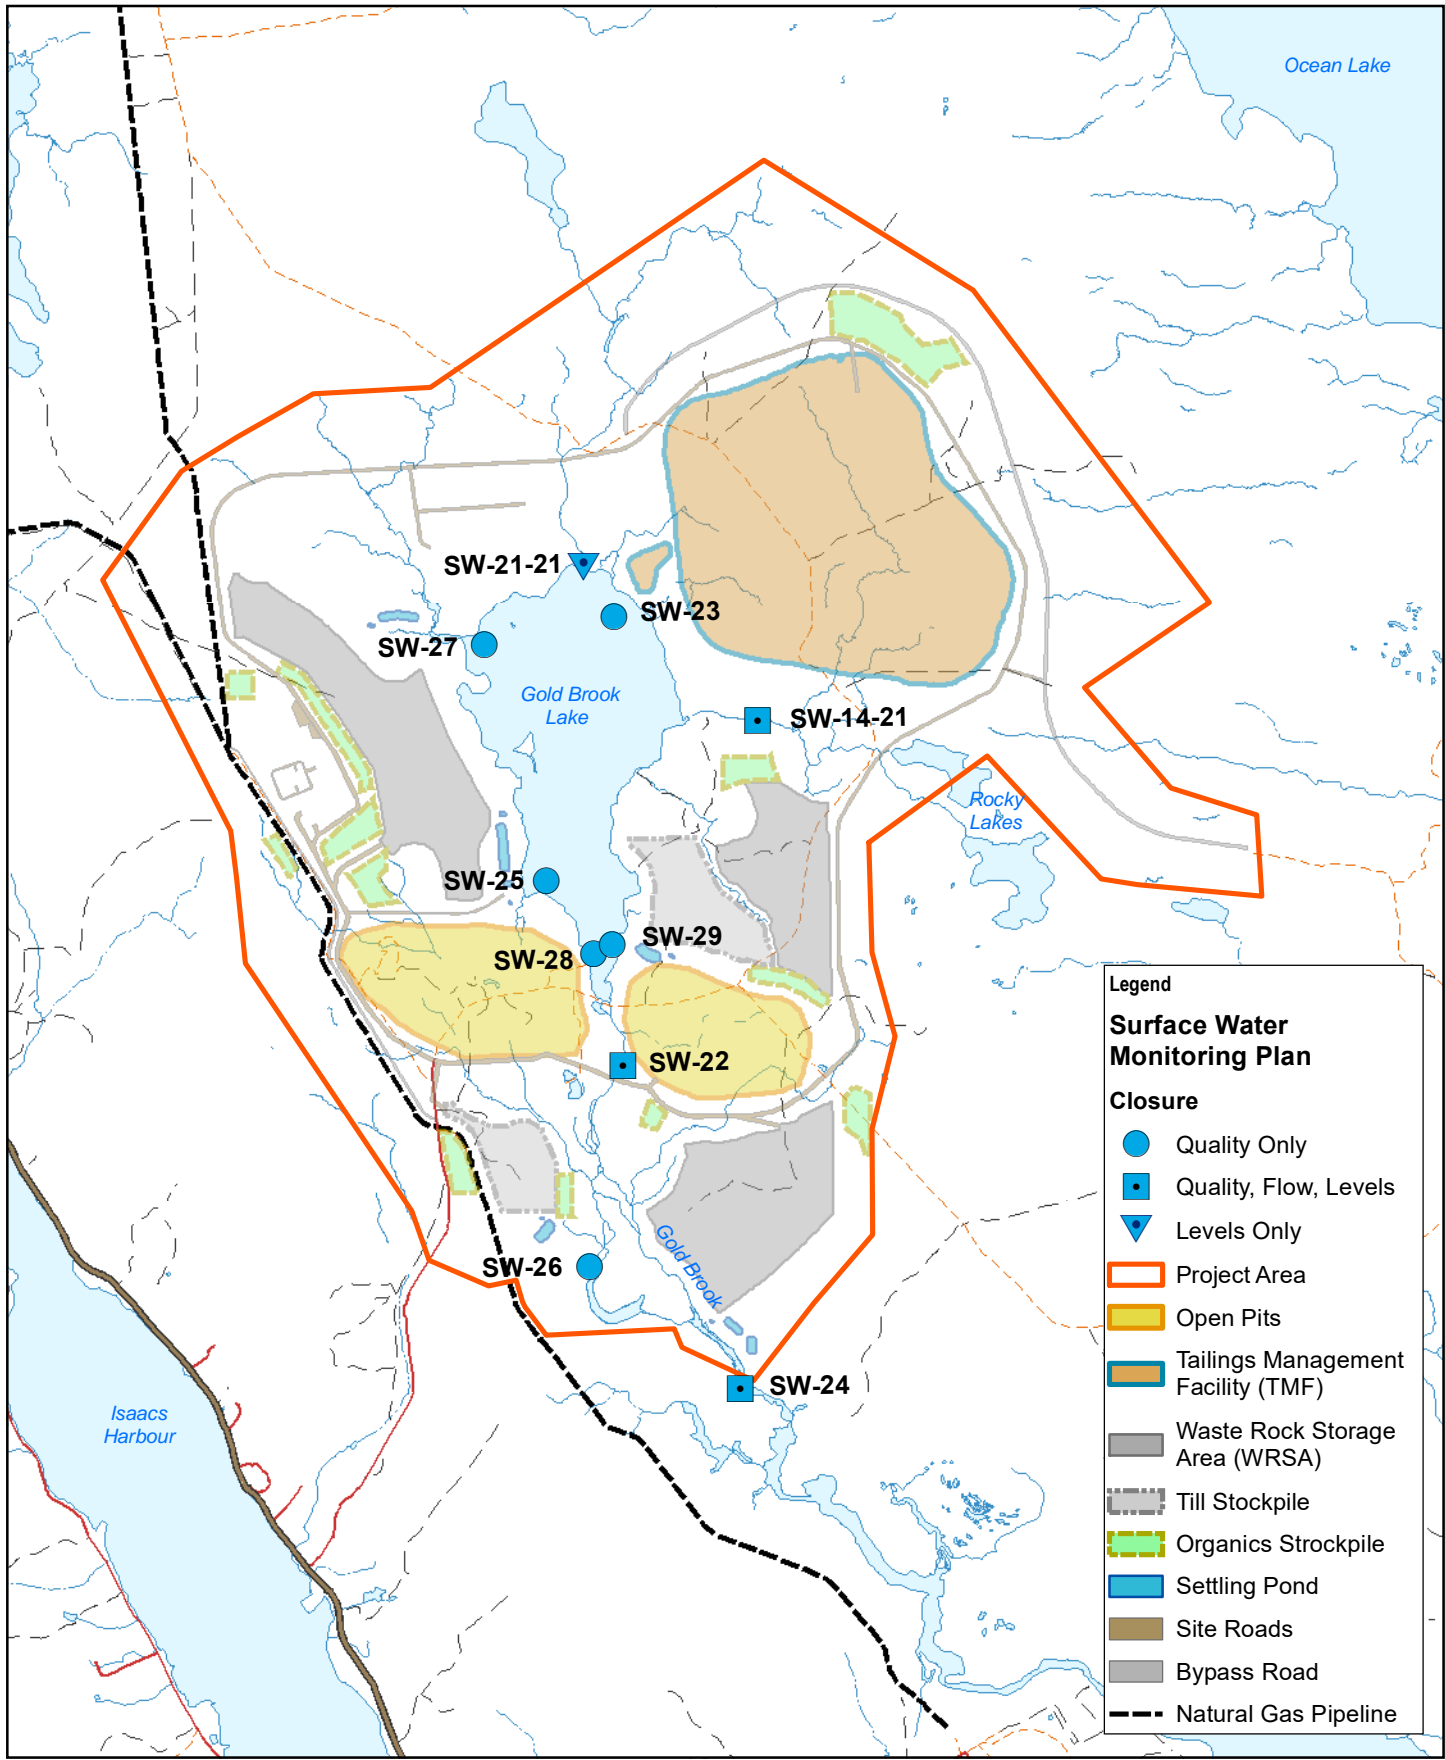 Ocean Lake
SW-21-21
SW-23
SW-27
Gold Brook
Lake
SW-14-21
Rocky
Lakes
SW-25
SW-29
SW-28
SW-22
Gold Brook
SW-26
SW-24
Isaacs
Harbour
Legend
Surface Water
Monitoring Plan
Closure
Quality Only
Quality, Flow, Levels
Levels Only
Project Area
Open Pits
Tailings Management
Facility (TMF)
Waste Rock Storage
Area (WRSA)
Till Stockpile
Organics Strockpile
Settling Pond
Site Roads
Bypass Road
Natural Gas Pipeline